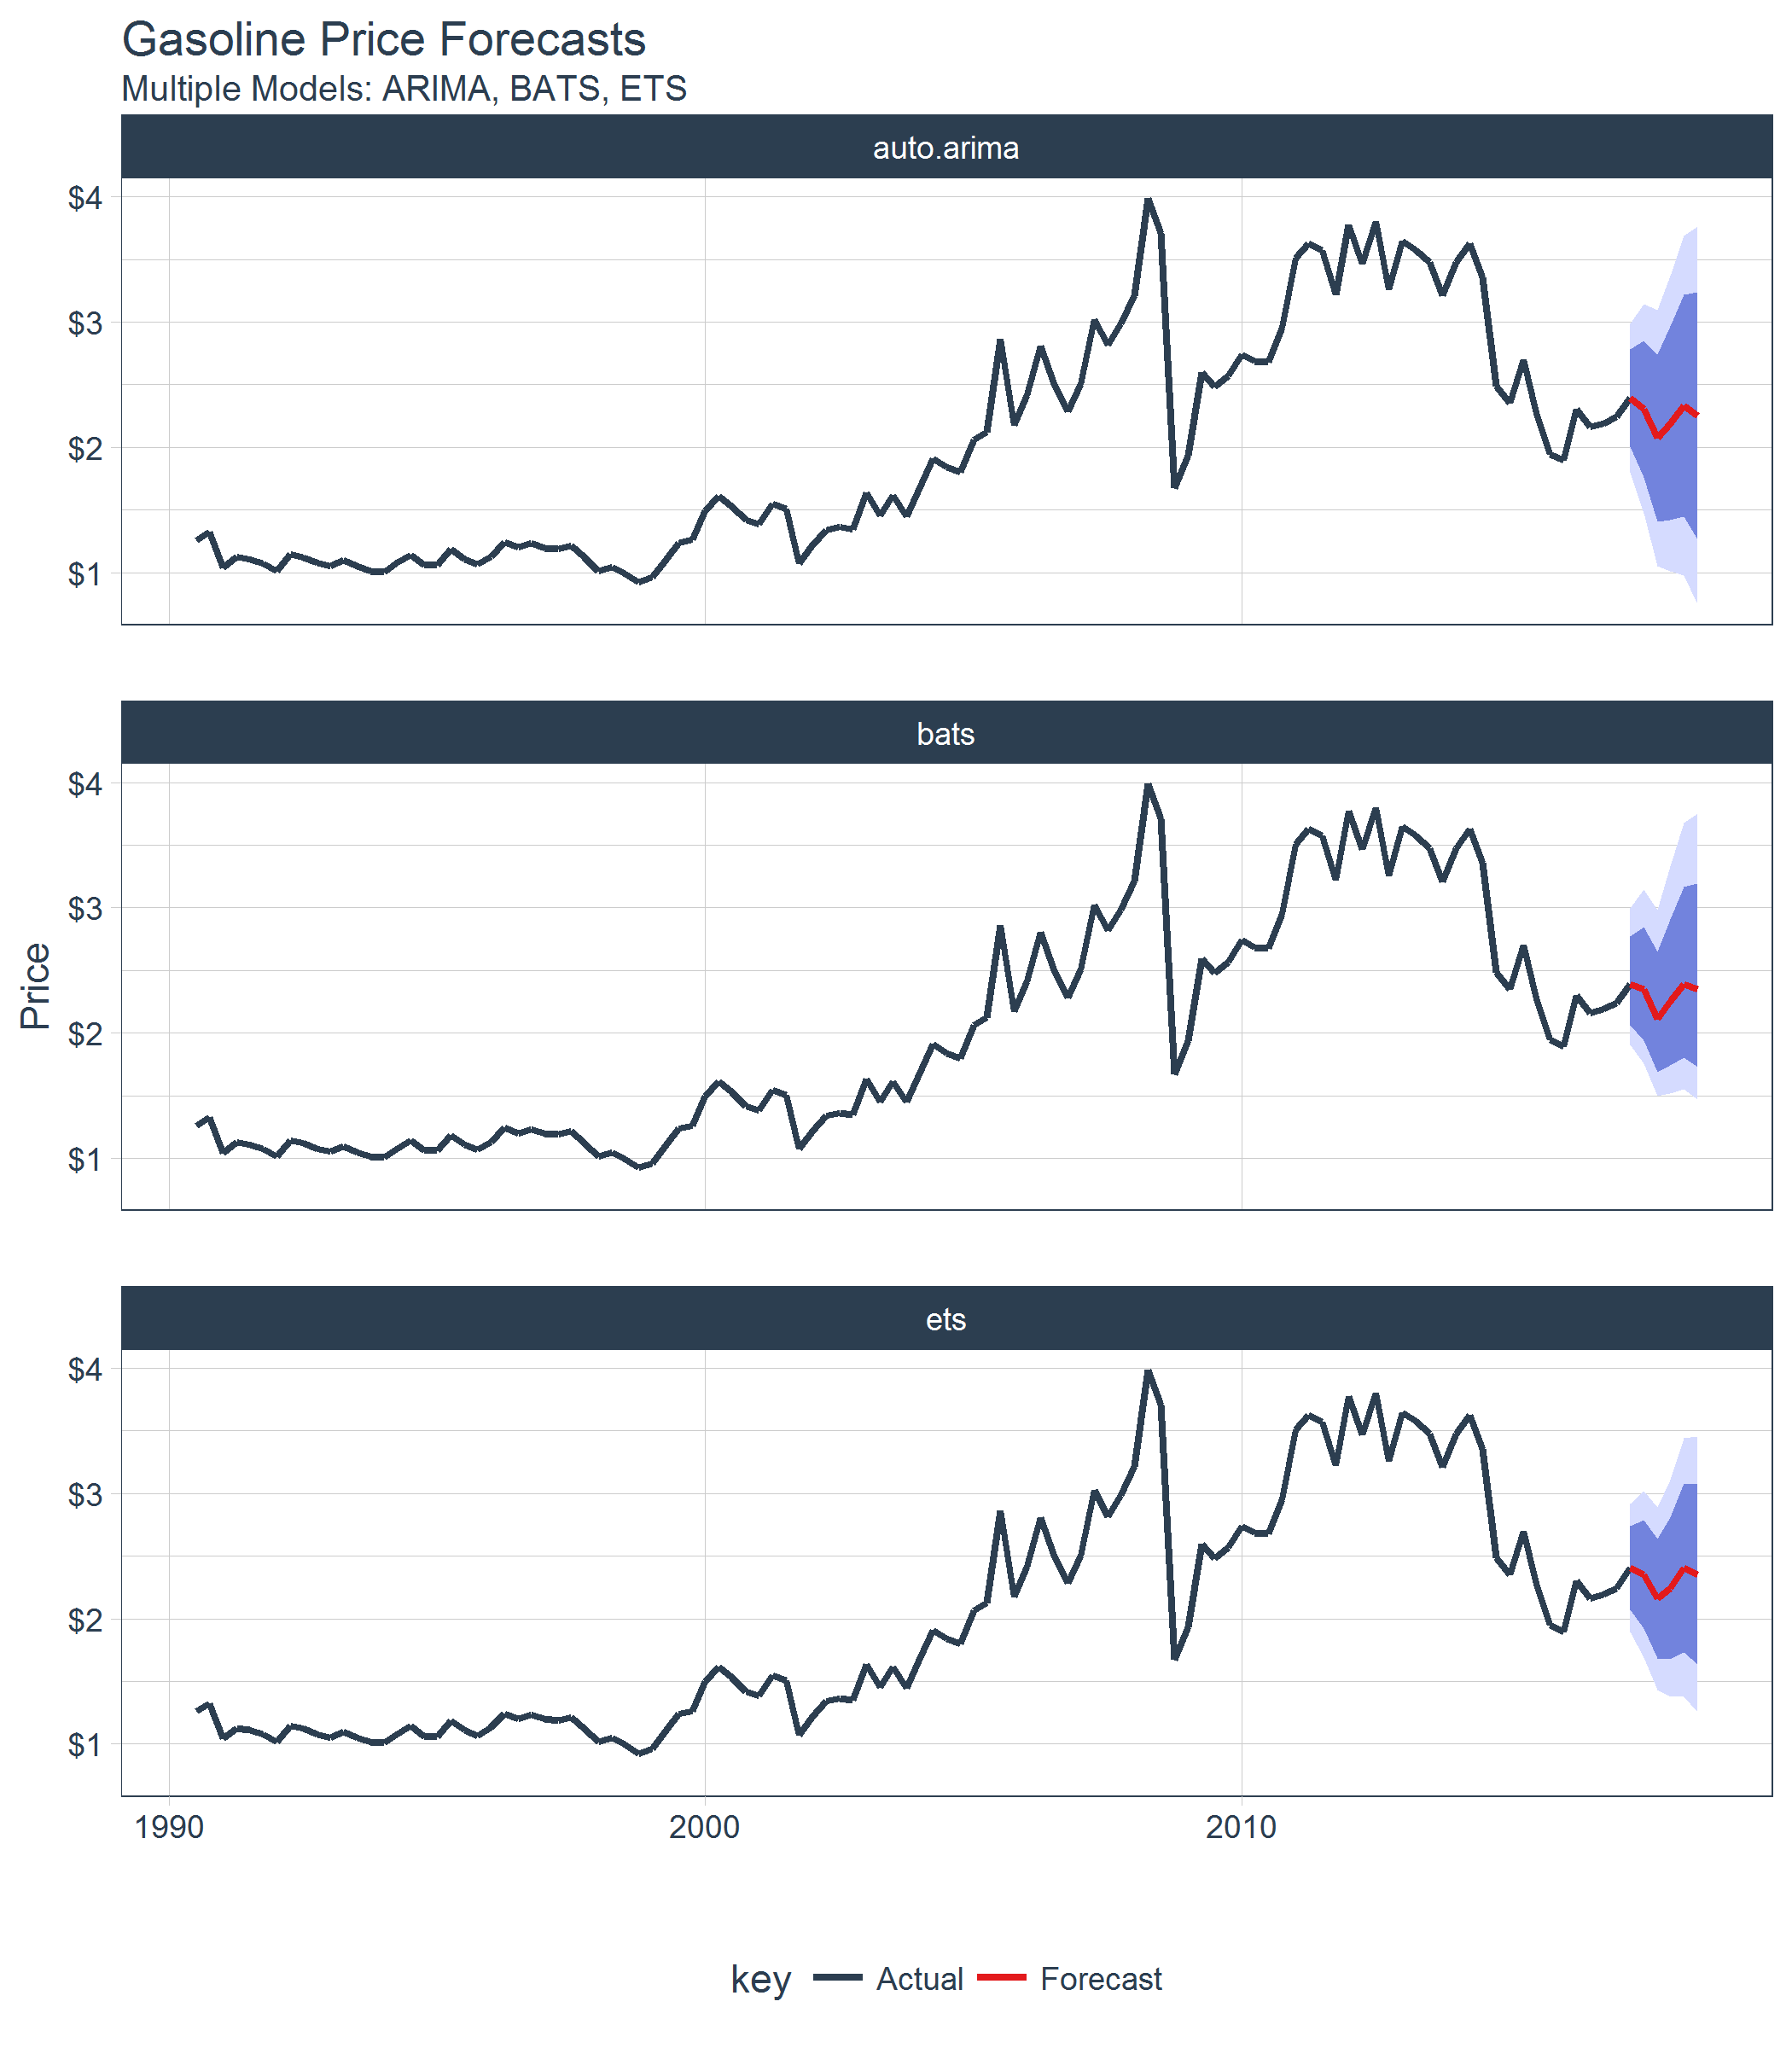 Gasoline Price Forecasts
Multiple Models: ARIMA, BATS, ETS
auto.arima
$4
$3
$2
$1
bats
$4
$3
$2
$1
Price
ets
$4
$3
$2
$1
1990 2000 2010
key Actual Forecast